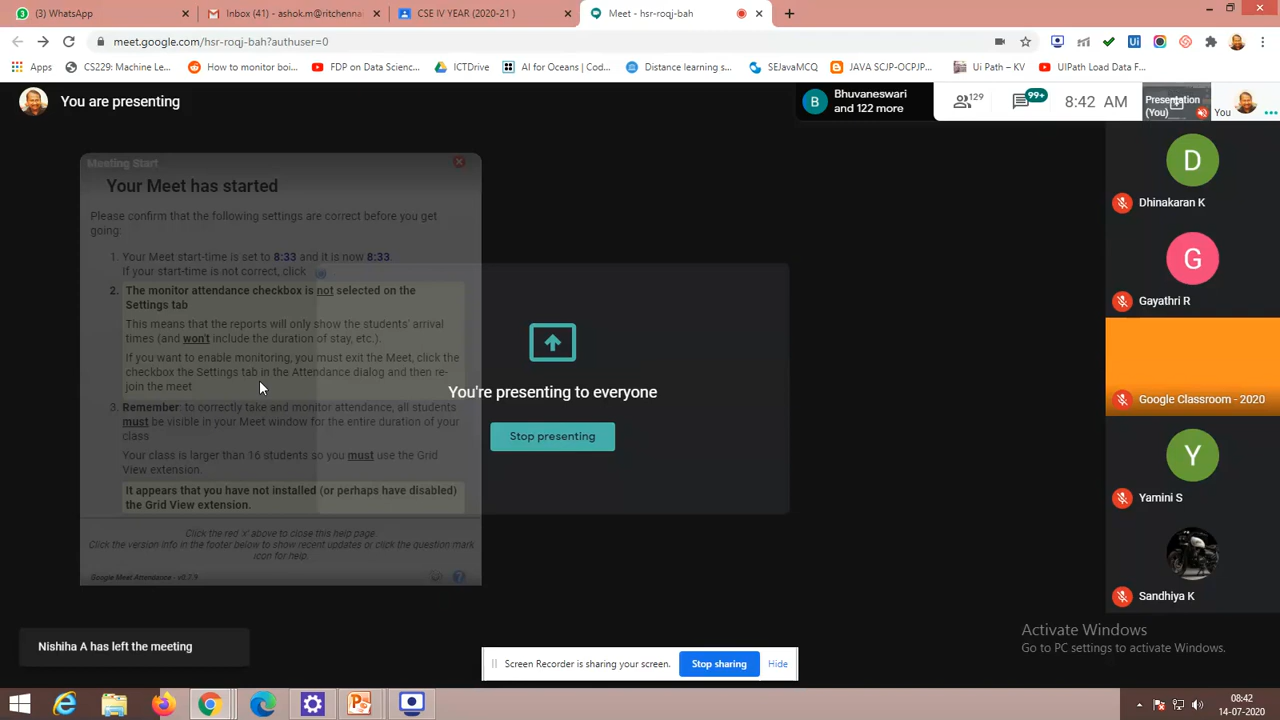 (3) WhatsApp
Inbox (41) - ashok.m@ritchennai
CSE IV YEAR (2020-21 )
Meet - hsr-roqj-bah
meet.google.com/hsr-roqj-bah?authuser=0
Apps
CS229: Machine Le...
How to monitor boi...
FDP on Data Scienc...
ICTDrive
AI for Oceans | Cod...
Distance learning s...
SEJavaMCQ
JAVA SCJP-OCPJP...
Ui Path – KV
UIPath Load Data F...
You are presenting
B
Bhuvaneswari
and 122 more
129
99+
8:42 AM
Presentation
(You)
You
Meeting Start
Your Meet has started
Please confirm that the following settings are correct before you get
going:
1. Your Meet start-time is set to 8:33 and it is now 8:33.
If your start-time is not correct, click
2. The monitor attendance checkbox is not selected on the
Settings tab
This means that the reports will only show the students' arrival
times (and won't include the duration of stay, etc.).
If you want to enable monitoring, you must exit the Meet, click the
checkbox the Settings tab in the Attendance dialog and then re-
join the meet
3. Remember: to correctly take and monitor attendance, all students
must be visible in your Meet window for the entire duration of your
class
Your class is larger than 16 students so you must use the Grid
View extension.
It appears that you have not installed (or perhaps have disabled)
the Grid View extension.
Click the red 'x' above to close this help page.
Click the version info in the footer below to show recent updates or click the question mark
icon for help.
Google Meet Attendance - v0.7.9
You're presenting to everyone
Stop presenting
D
Dhinakaran K
G
Gayathri R
Google Classroom - 2020
Y
Yamini S
Sandhiya K
Nishiha A has left the meeting
Activate Windows
Go to PC settings to activate Windows.
Screen Recorder is sharing your screen.
Stop sharing
Hide
08:42
14-07-2020